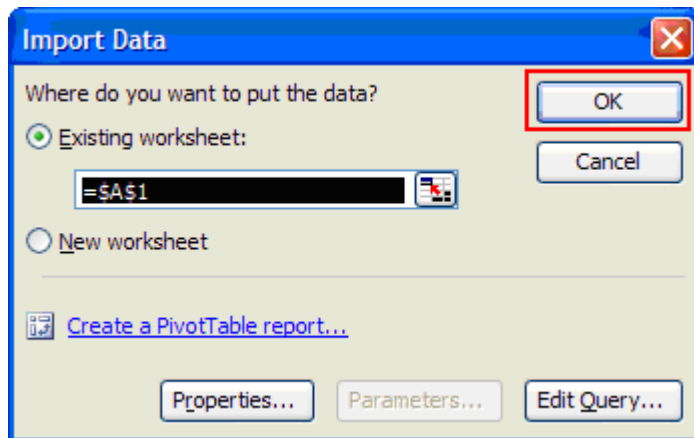 Import Data
Where do you want to put the data?
OK
Existing worksheet:
Cancel
=$A$1
New worksheet
Create a PivotTable report...
Properties...
Parameters...
Edit Query...